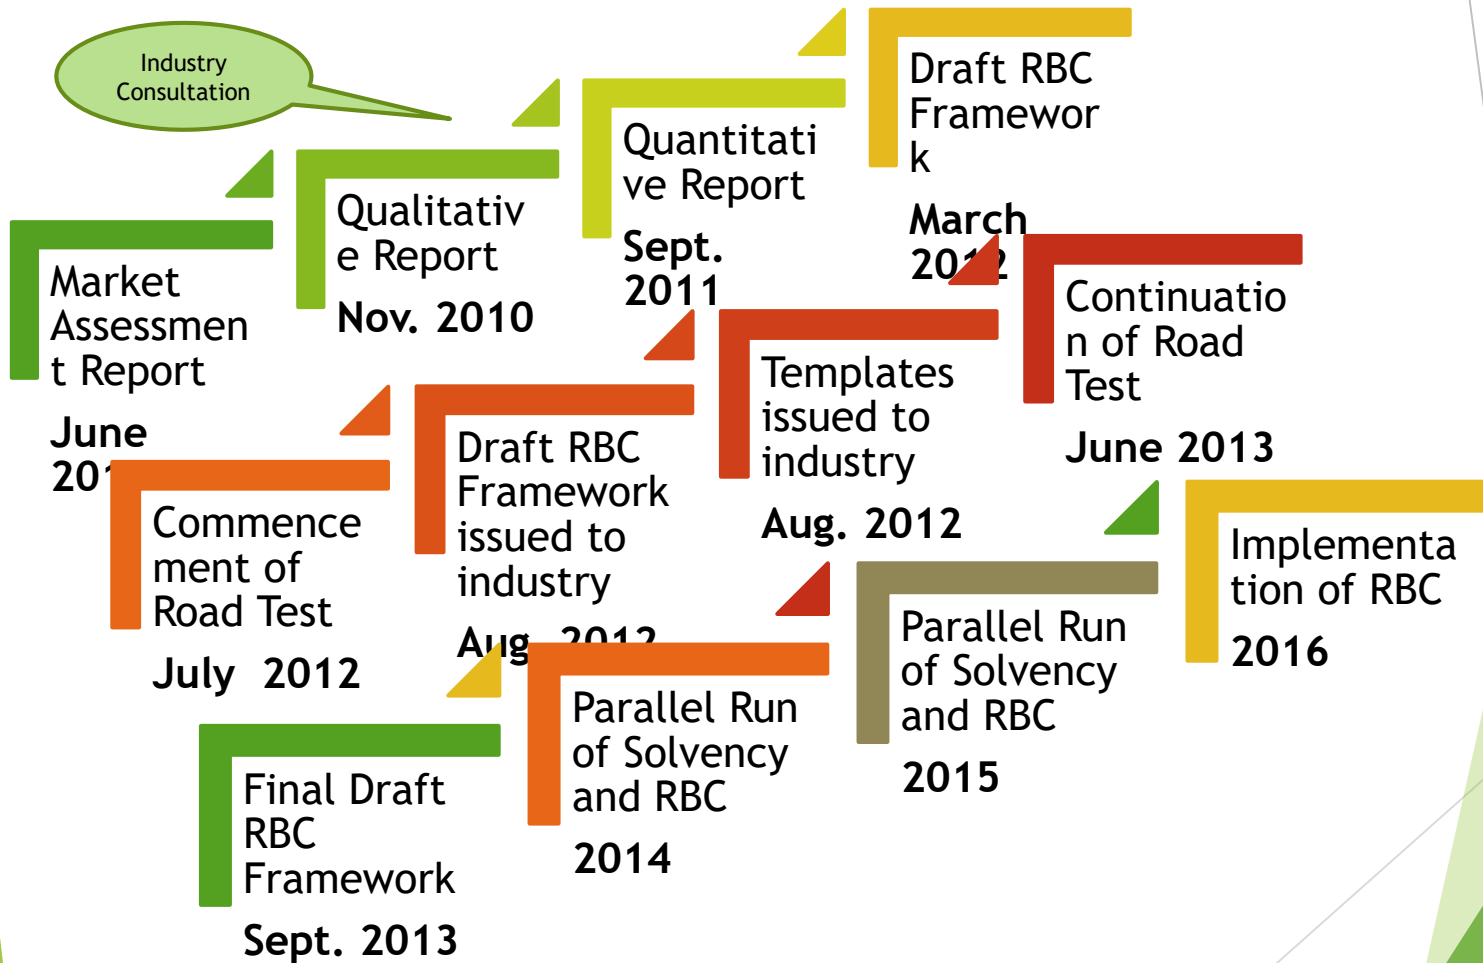 Industry
Consultation
Market
Assessmen
t Report
June
Qualitativ
e Report
Nov. 2010
Quantitati
ve Report
Sept.
2011
Draft RBC
Framewor
k
March
2012
Commence
ment of
Road Test
July 2012
Draft RBC
Framework
issued to
industry
Aug. 2012
Templates
issued to
industry
Aug. 2012
Continuatio
n of Road
Test
June 2013
Final Draft
RBC
Framework
Sept. 2013
Parallel Run
of Solvency
and RBC
2014
Parallel Run
of Solvency
and RBC
2015
Implementa
tion of RBC
2016